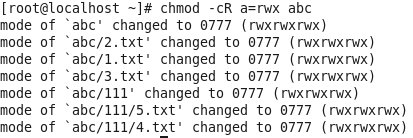 [root@localhost ~]# chmod -cR a=rwx abc
mode of `abc' changed to 0777 (rwxrwxrwx)
mode of `abc/2.txt' changed to 0777 (rwxrwxrwx)
mode of `abc/1.txt' changed to 0777 (rwxrwxrwx)
mode of `abc/3.txt' changed to 0777 (rwxrwxrwx)
mode of `abc/111' changed to 0777 (rwxrwxrwx)
mode of `abc/111/5.txt' changed to 0777 (rwxrwxrwx)
mode of `abc/111/4.txt' changed to 0777 (rwxrwxrwx)